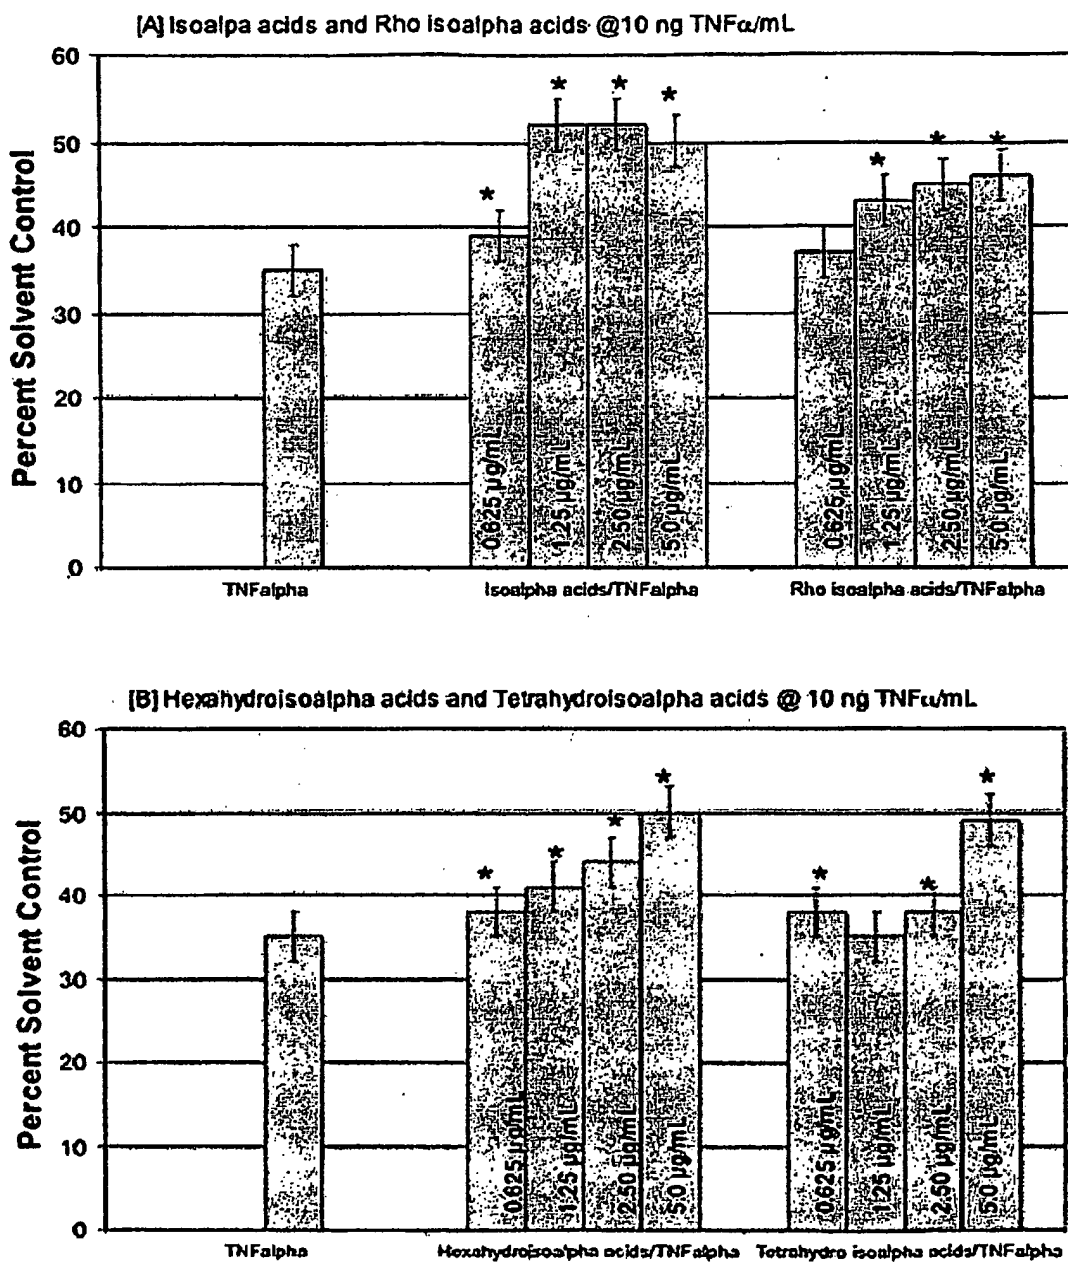 [A] Isoalpa acids and Rho isoalpha acids @10 ng TNFα/mL
Percent Solvent Control
60
50
40
30
20
10
0
*
*
*
*
*
*
*
0.625 µg/mL
1.25 µg/mL
2.50 µg/mL
5.0 µg/mL
0.625 µg/mL
1.25 µg/mL
2.50 µg/mL
5.0 µg/mL
TNFalpha
Isoalpha acids/TNFalpha
Rho isoalpha acids/TNFalpha
[B] Hexahydroisoalpha acids and Tetrahydroisoalpha acids @ 10 ng TNFα/mL
Percent Solvent Control
60
50
40
30
20
10
0
*
*
*
*
*
*
*
0.625 µg/mL
1.25 µg/mL
2.50 µg/mL
5.0 µg/mL
0.625 µg/mL
1.25 µg/mL
2.50 µg/mL
5.0 µg/mL
TNFalpha
Hexahydroisoalpha acids/TNFalpha
Tetrahydro isoalpha acids/TNFalpha